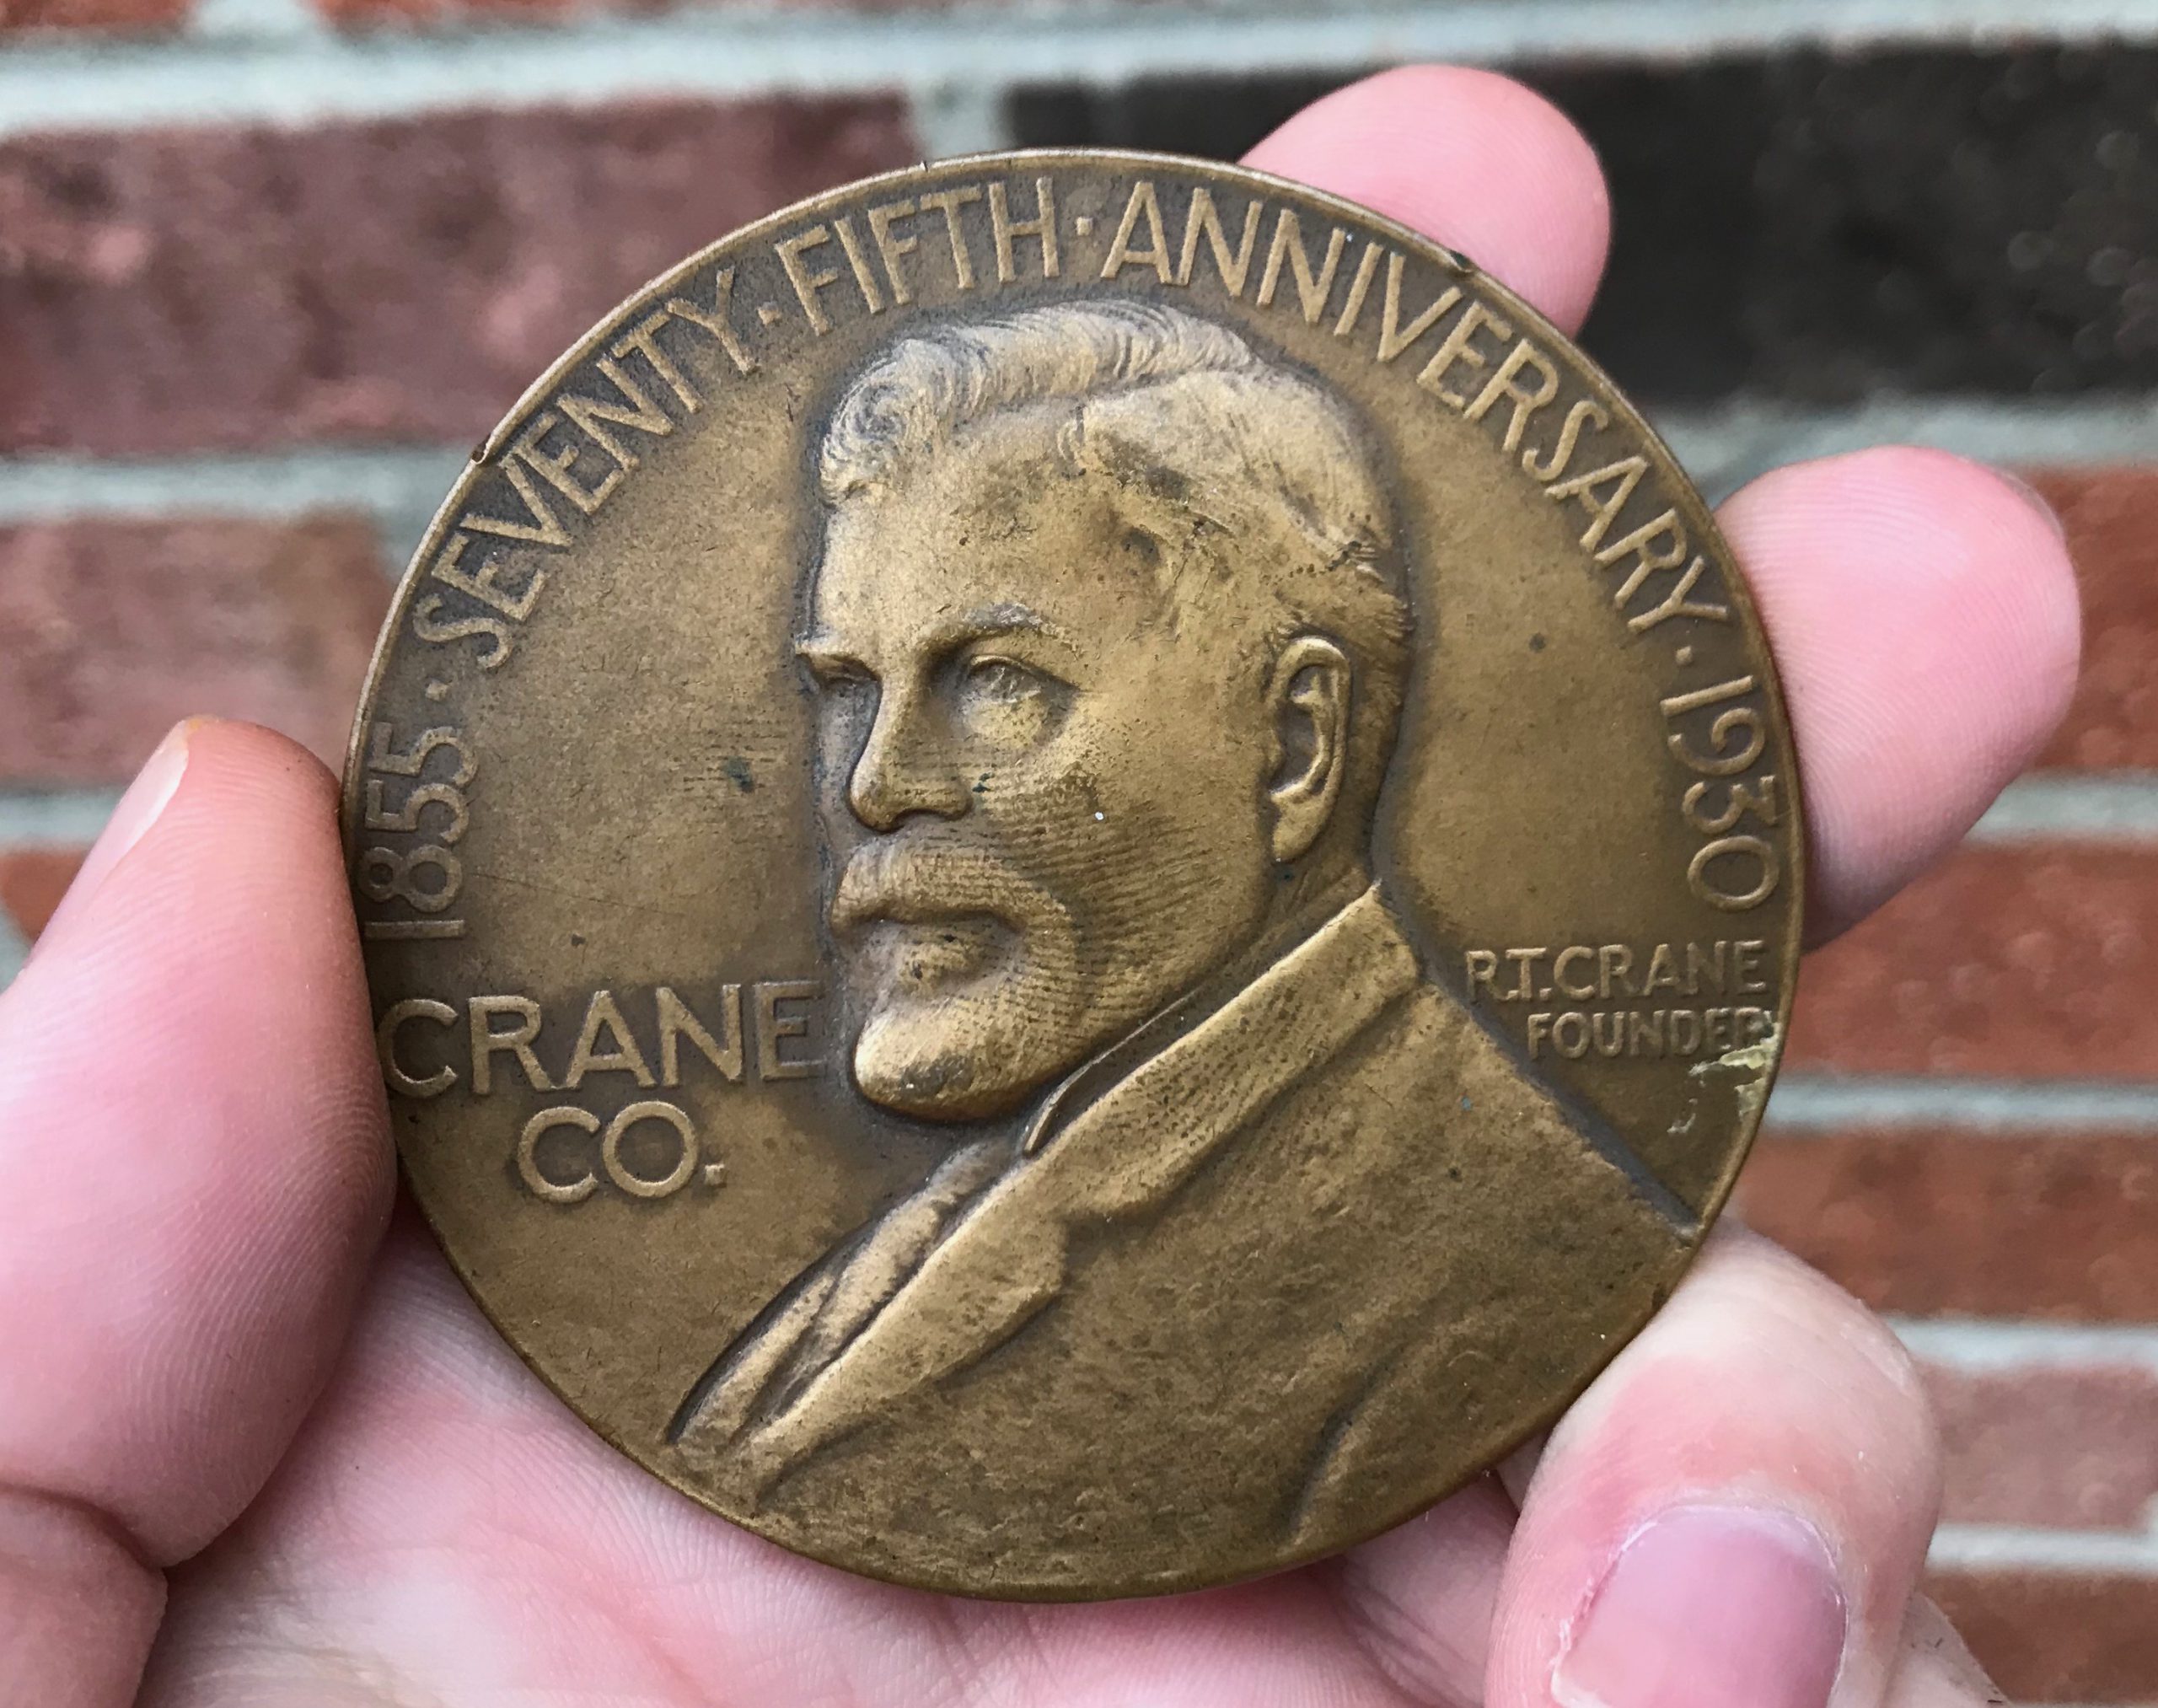 1855 · SEVENTY · FIFTH · ANNIVERSARY · 1930
CRANE
CO.
R.T. CRANE
FOUNDER